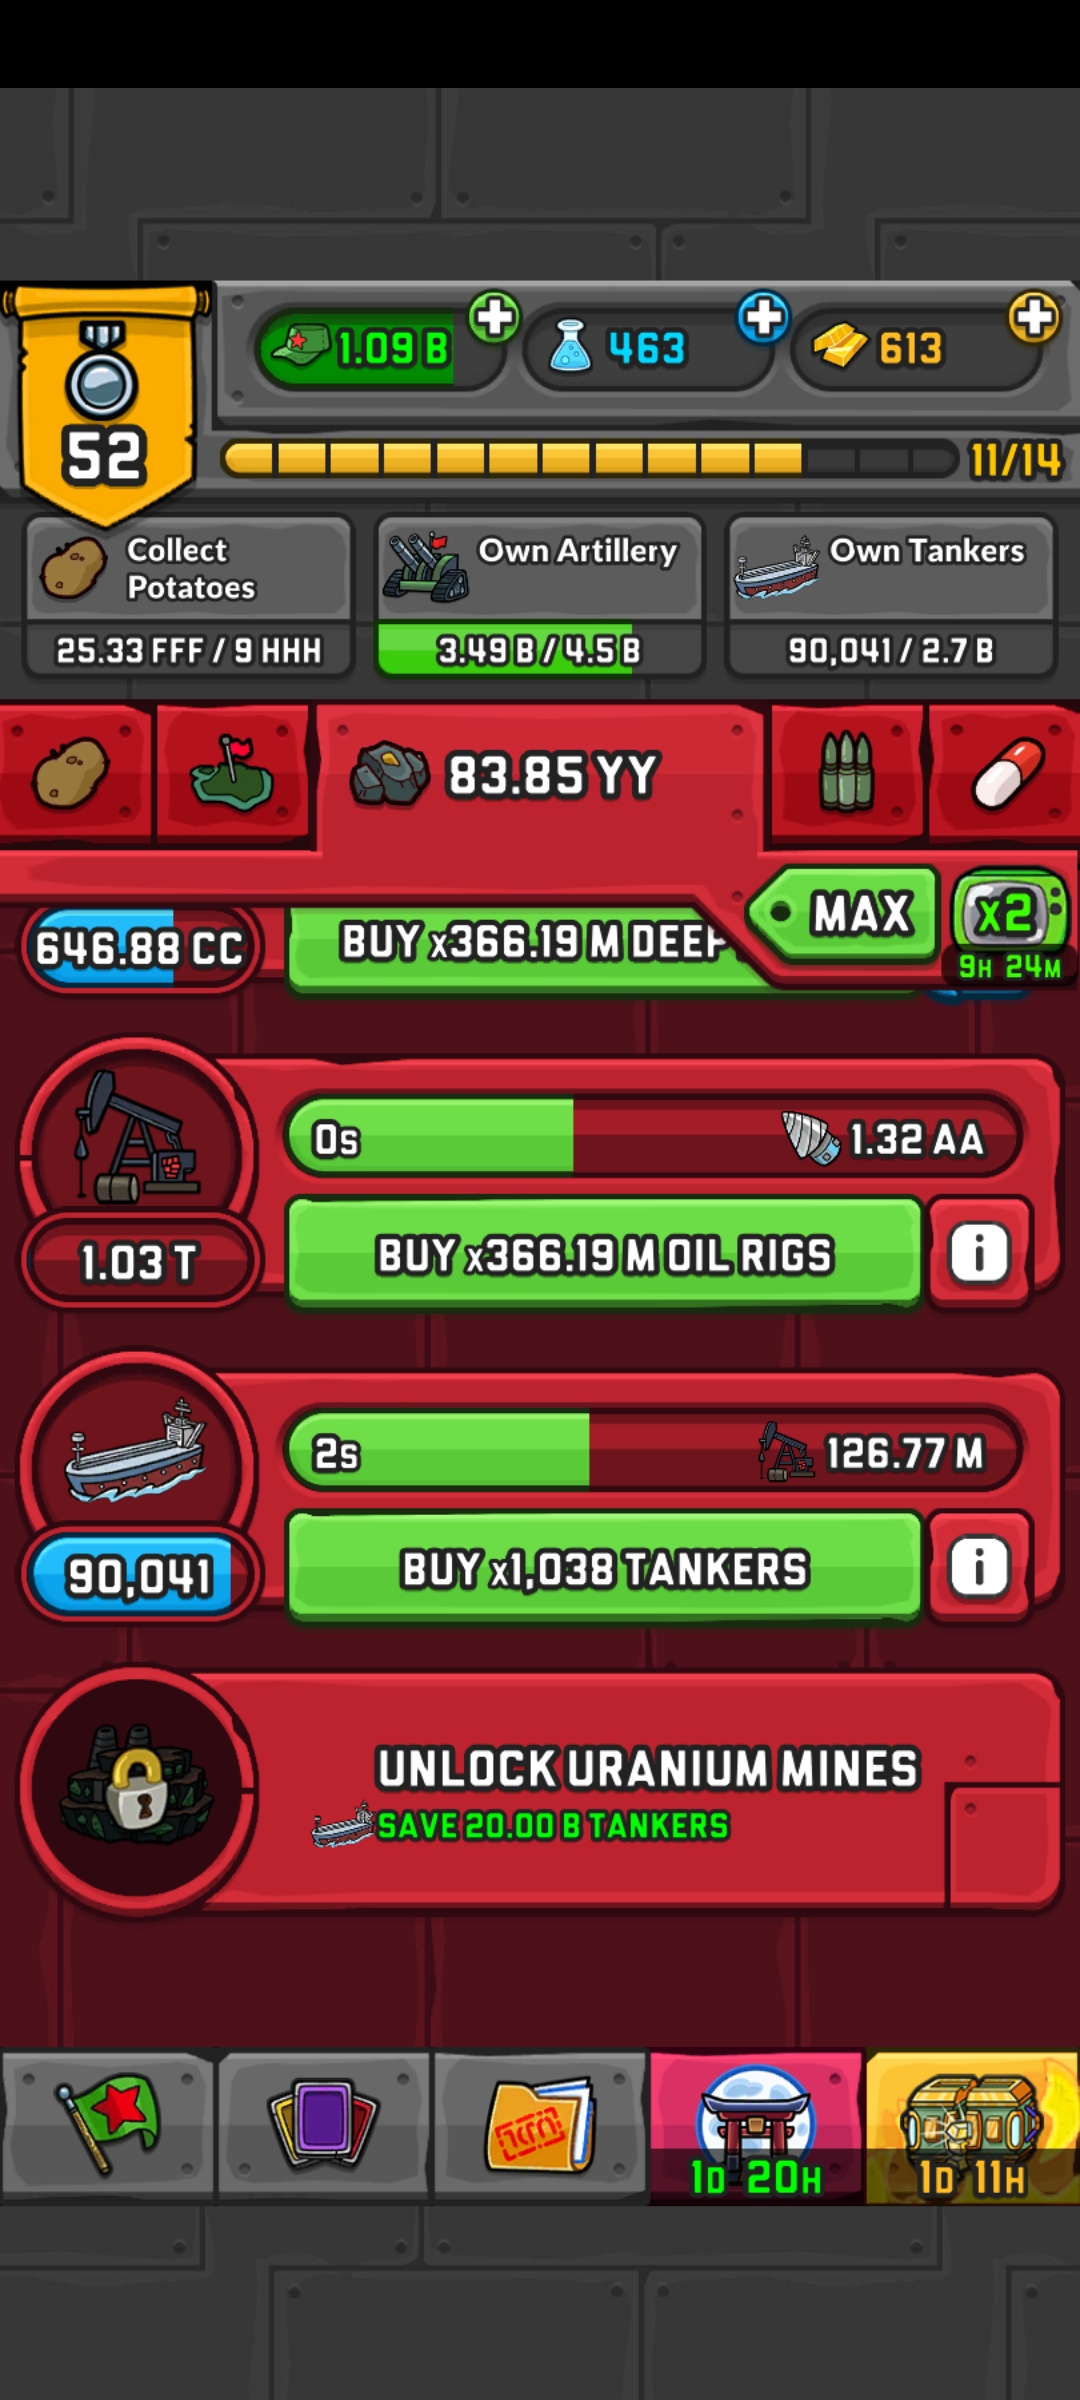 1.09 B
463
613
52
11/14
Collect
Potatoes
25.33 FFF / 9 HHH
Own Artillery
3.49 B / 4.5 B
Own Tankers
90,041 / 2.7 B
83.85 YY
MAX
x2
9H 24M
646.88 CC
BUY x366.19 M DEEP
0s
1.32 AA
1.03 T
BUY x366.19 M OIL RIGS
i
2s
126.77 M
90,041
BUY x1,038 TANKERS
i
UNLOCK URANIUM MINES
SAVE 20.00 B TANKERS
1D 20H
1D 11H